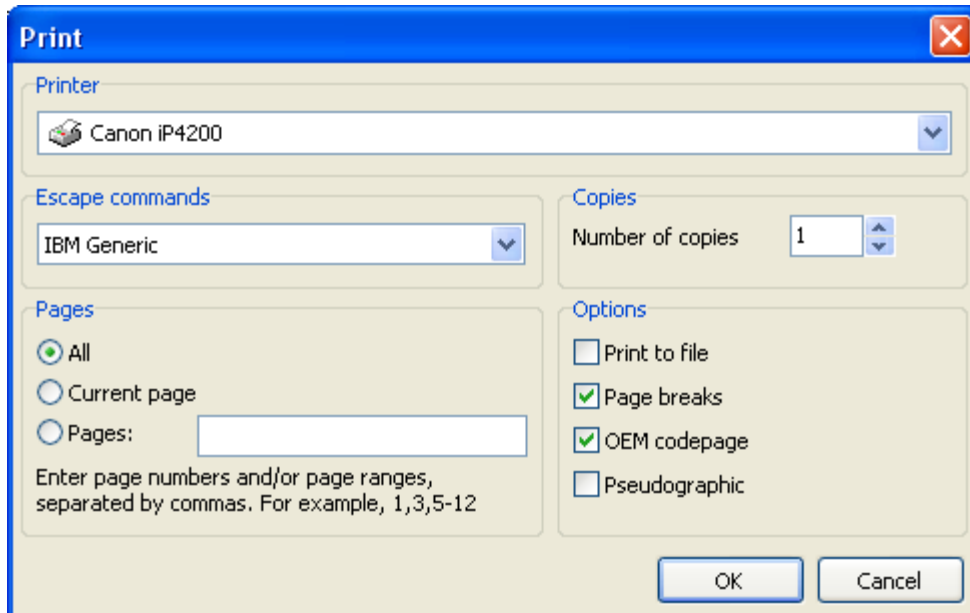 Print
Printer
Canon iP4200
Escape commands
IBM Generic
Copies
Number of copies 1
Pages
All
Current page
Pages:
Enter page numbers and/or page ranges,
separated by commas. For example, 1,3,5-12
Options
Print to file
Page breaks
OEM codepage
Pseudographic
OK Cancel